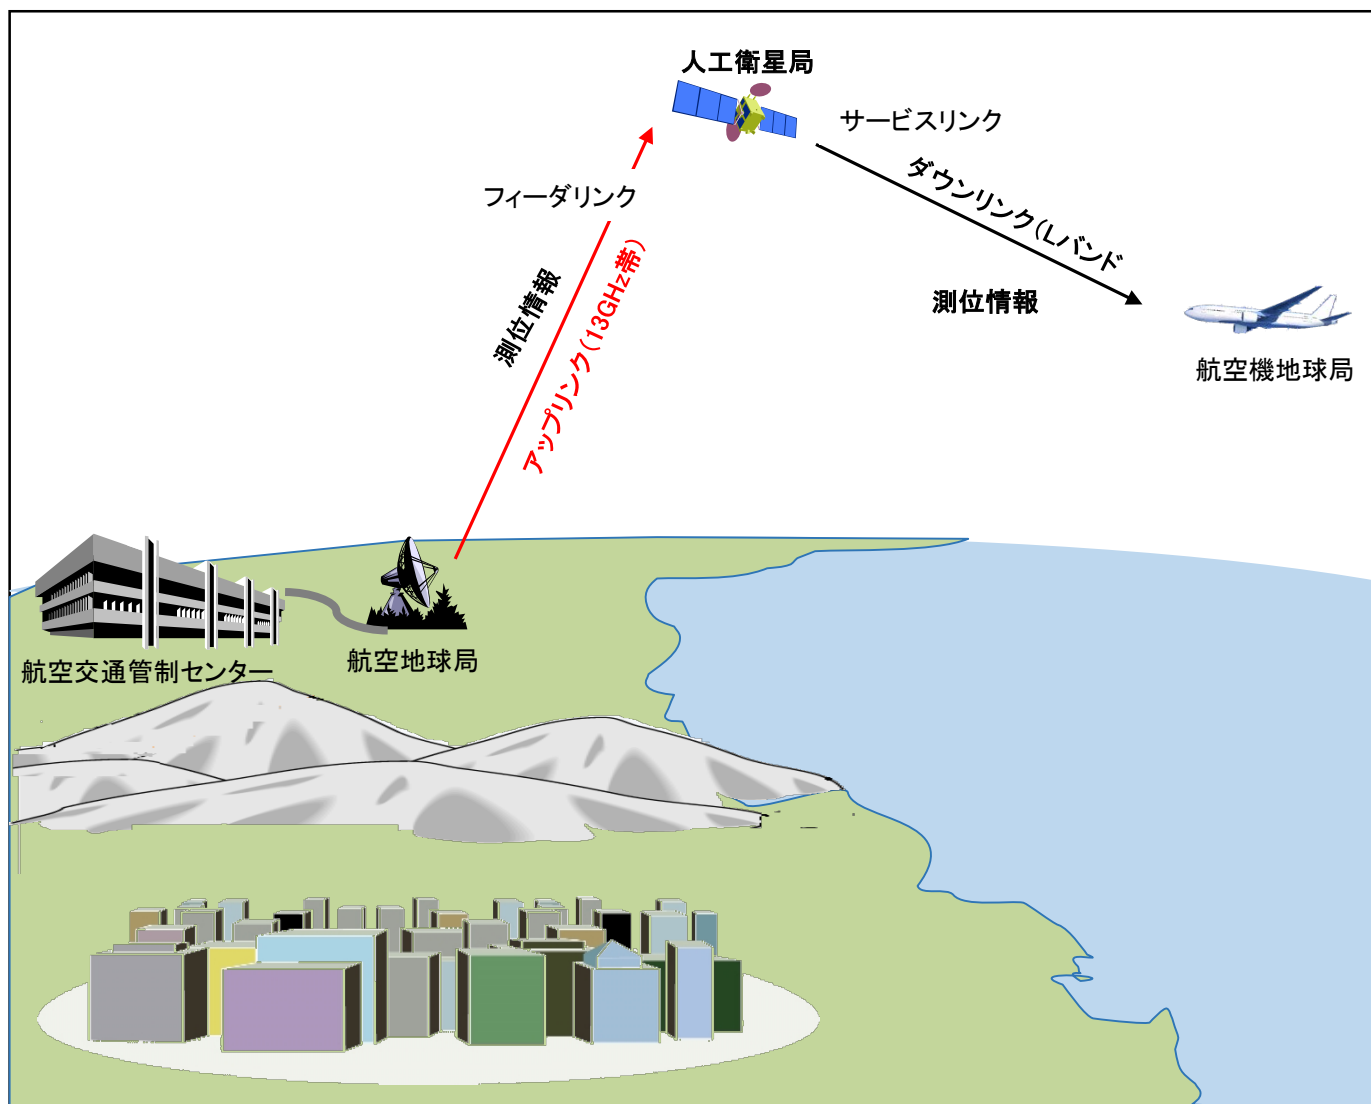 人工衛星局
サービスリンク
ダウンリンク(Lバンド
フィーダリンク
測位情報
アップリンク(13GHz帯)
測位情報
航空機地球局
航空交通管制センター
航空地球局